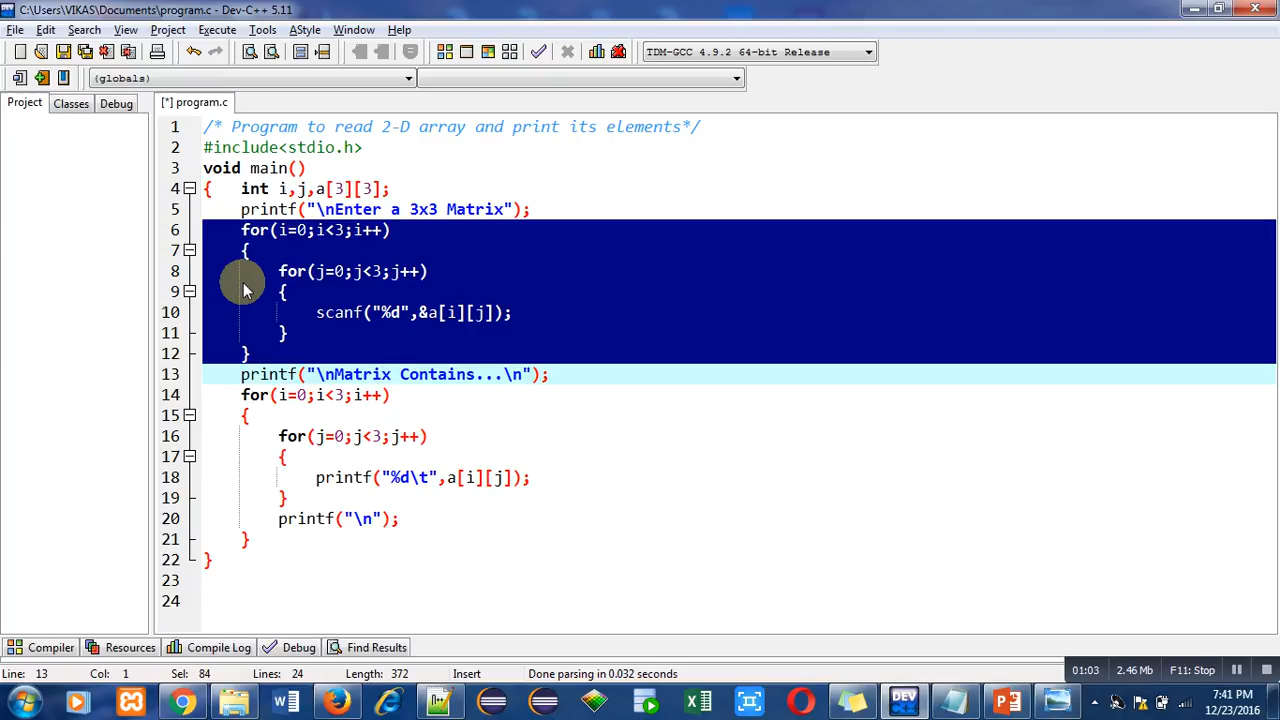 C:\Users\VIKAS\Documents\program.c - Dev-C++ 5.11
File Edit Search View Project Execute Tools AStyle Window Help
TDM-GCC 4.9.2 64-bit Release
(globals)
Project Classes Debug [*] program.c
1 /* Program to read 2-D array and print its elements*/
2 #include<stdio.h>
3 void main()
4 { int i,j,a[3][3];
5 printf("\nEnter a 3x3 Matrix");
6 for(i=0;i<3;i++)
7 {
8 for(j=0;j<3;j++)
9 {
10 scanf("%d",&a[i][j]);
11 }
12 }
13 printf("\nMatrix Contains...\n");
14 for(i=0;i<3;i++)
15 {
16 for(j=0;j<3;j++)
17 {
18 printf("%d\t",a[i][j]);
19 }
20 printf("\n");
21 }
22 }
23
24
Compiler Resources Compile Log Debug Find Results
Line: 13 Col: 1 Sel: 84 Lines: 24 Length: 372 Insert Done parsing in 0.032 seconds
01:03 2.46 Mb F11: Stop
DEV
7:41 PM
12/23/2016